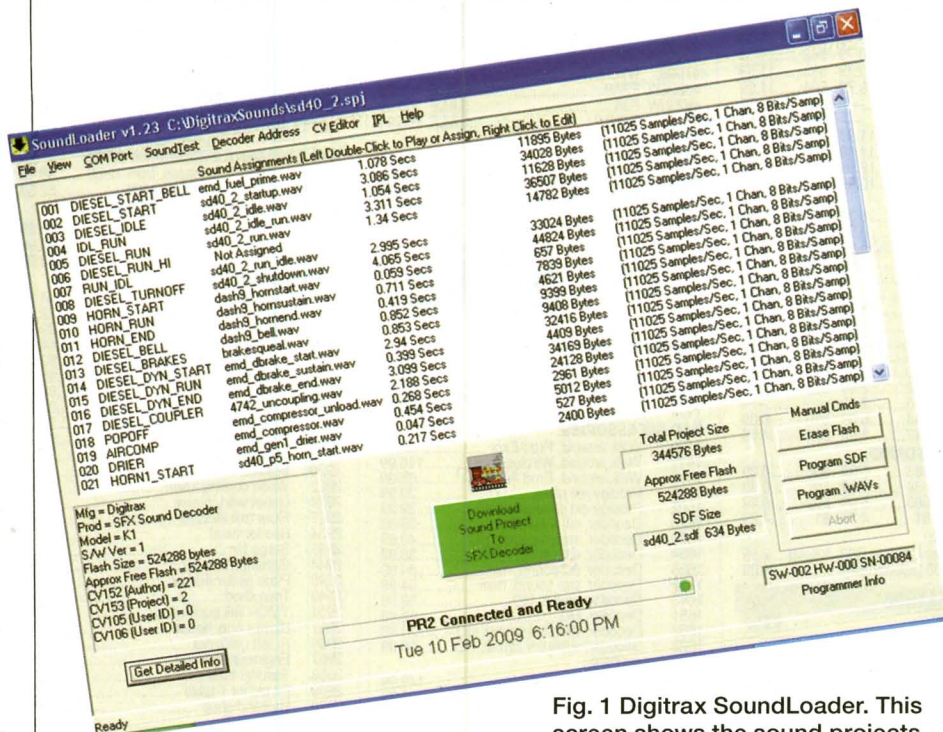 SoundLoader v1.23 C:\DigitraxSounds\sd40_2.spj
File View COM Port SoundTest Decoder Address CV Editor IPL Help
Sound Assignments (Left Double-Click to Play or Assign, Right Click to Edit)
001 DIESEL_START_BELL emd_fuel_prime.wav 1.078 Secs 11895 Bytes (11025 Samples/Sec, 1 Chan, 8 Bits/Samp)
002 DIESEL_START sd40_2_startup.wav 3.086 Secs 34028 Bytes (11025 Samples/Sec, 1 Chan, 8 Bits/Samp)
003 DIESEL_IDLE sd40_2_idle.wav 1.054 Secs 11628 Bytes (11025 Samples/Sec, 1 Chan, 8 Bits/Samp)
004 IDL_RUN sd40_2_idle_run.wav 3.311 Secs 36507 Bytes (11025 Samples/Sec, 1 Chan, 8 Bits/Samp)
005 DIESEL_RUN sd40_2_run.wav 1.34 Secs 14782 Bytes (11025 Samples/Sec, 1 Chan, 8 Bits/Samp)
006 DIESEL_RUN_HI Not Assigned
007 RUN_IDL sd40_2_run_idle.wav 2.995 Secs 33024 Bytes (11025 Samples/Sec, 1 Chan, 8 Bits/Samp)
008 DIESEL_TURNOFF sd40_2_shutdown.wav 4.065 Secs 44824 Bytes (11025 Samples/Sec, 1 Chan, 8 Bits/Samp)
009 HORN_START dash9_hornstart.wav 0.059 Secs 657 Bytes (11025 Samples/Sec, 1 Chan, 8 Bits/Samp)
010 HORN_RUN dash9_hornsustain.wav 0.711 Secs 7839 Bytes (11025 Samples/Sec, 1 Chan, 8 Bits/Samp)
011 HORN_END dash9_hornend.wav 0.419 Secs 4621 Bytes (11025 Samples/Sec, 1 Chan, 8 Bits/Samp)
012 DIESEL_BELL dash9_bell.wav 0.852 Secs 9399 Bytes (11025 Samples/Sec, 1 Chan, 8 Bits/Samp)
013 DIESEL_BRAKES brakesqueal.wav 0.853 Secs 9408 Bytes (11025 Samples/Sec, 1 Chan, 8 Bits/Samp)
014 DIESEL_DYN_START emd_dbrake_start.wav 2.94 Secs 32416 Bytes (11025 Samples/Sec, 1 Chan, 8 Bits/Samp)
015 DIESEL_DYN_RUN emd_dbrake_sustain.wav 0.399 Secs 4409 Bytes (11025 Samples/Sec, 1 Chan, 8 Bits/Samp)
016 DIESEL_DYN_END emd_dbrake_end.wav 3.099 Secs 34169 Bytes (11025 Samples/Sec, 1 Chan, 8 Bits/Samp)
017 DIESEL_COUPLER 4742_uncoupling.wav 2.188 Secs 24128 Bytes (11025 Samples/Sec, 1 Chan, 8 Bits/Samp)
018 POPOFF emd_compressor_unload.wav 0.268 Secs 2961 Bytes (11025 Samples/Sec, 1 Chan, 8 Bits/Samp)
019 AIRCOMP emd_compressor.wav 0.454 Secs 5012 Bytes (11025 Samples/Sec, 1 Chan, 8 Bits/Samp)
020 DRIER emd_gen1_drier.wav 0.047 Secs 527 Bytes (11025 Samples/Sec, 1 Chan, 8 Bits/Samp)
021 HORN1_START sd40_p5_horn_start.wav 0.217 Secs 2400 Bytes (11025 Samples/Sec, 1 Chan, 8 Bits/Samp)
Mfg = Digitrax
Prod = SFX Sound Decoder
Model = K1
S/W Ver = 1
Flash Size = 524288 bytes
Approx Free Flash = 524288 Bytes
CV152 (Author) = 221
CV153 (Project) = 2
CV105 (User ID) = 0
CV106 (User ID) = 0
Get Detailed Info
Ready
Download
Sound Project
To
SFX Decoder
PR2 Connected and Ready
Tue 10 Feb 2009 6:16:00 PM
Total Project Size
344576 Bytes
Approx Free Flash
524288 Bytes
SDF Size
sd40_2.sdf 634 Bytes
Manual Cmds
Erase Flash
Program SDF
Program .WAVs
Abort
SW-002 HW-000 SN-00084
Programmer Info
Fig. 1 Digitrax SoundLoader. This
screen shows the sound projects